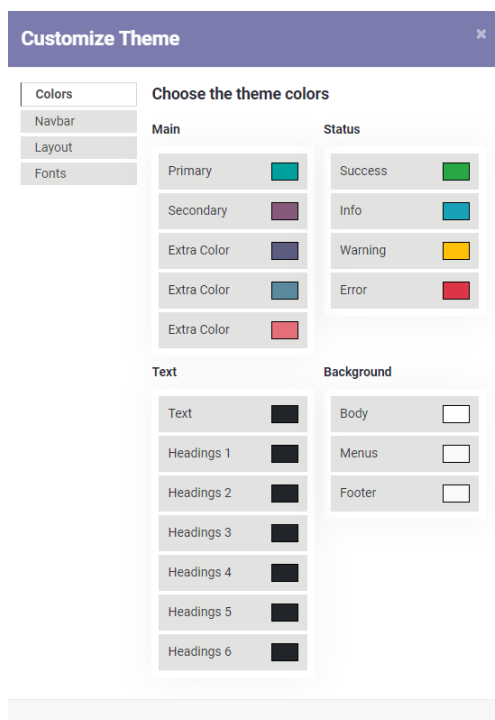 Customize Theme ×
Colors
Navbar
Layout
Fonts
Choose the theme colors
Main
Primary
Secondary
Extra Color
Extra Color
Extra Color
Status
Success
Info
Warning
Error
Text
Text
Headings 1
Headings 2
Headings 3
Headings 4
Headings 5
Headings 6
Background
Body
Menus
Footer